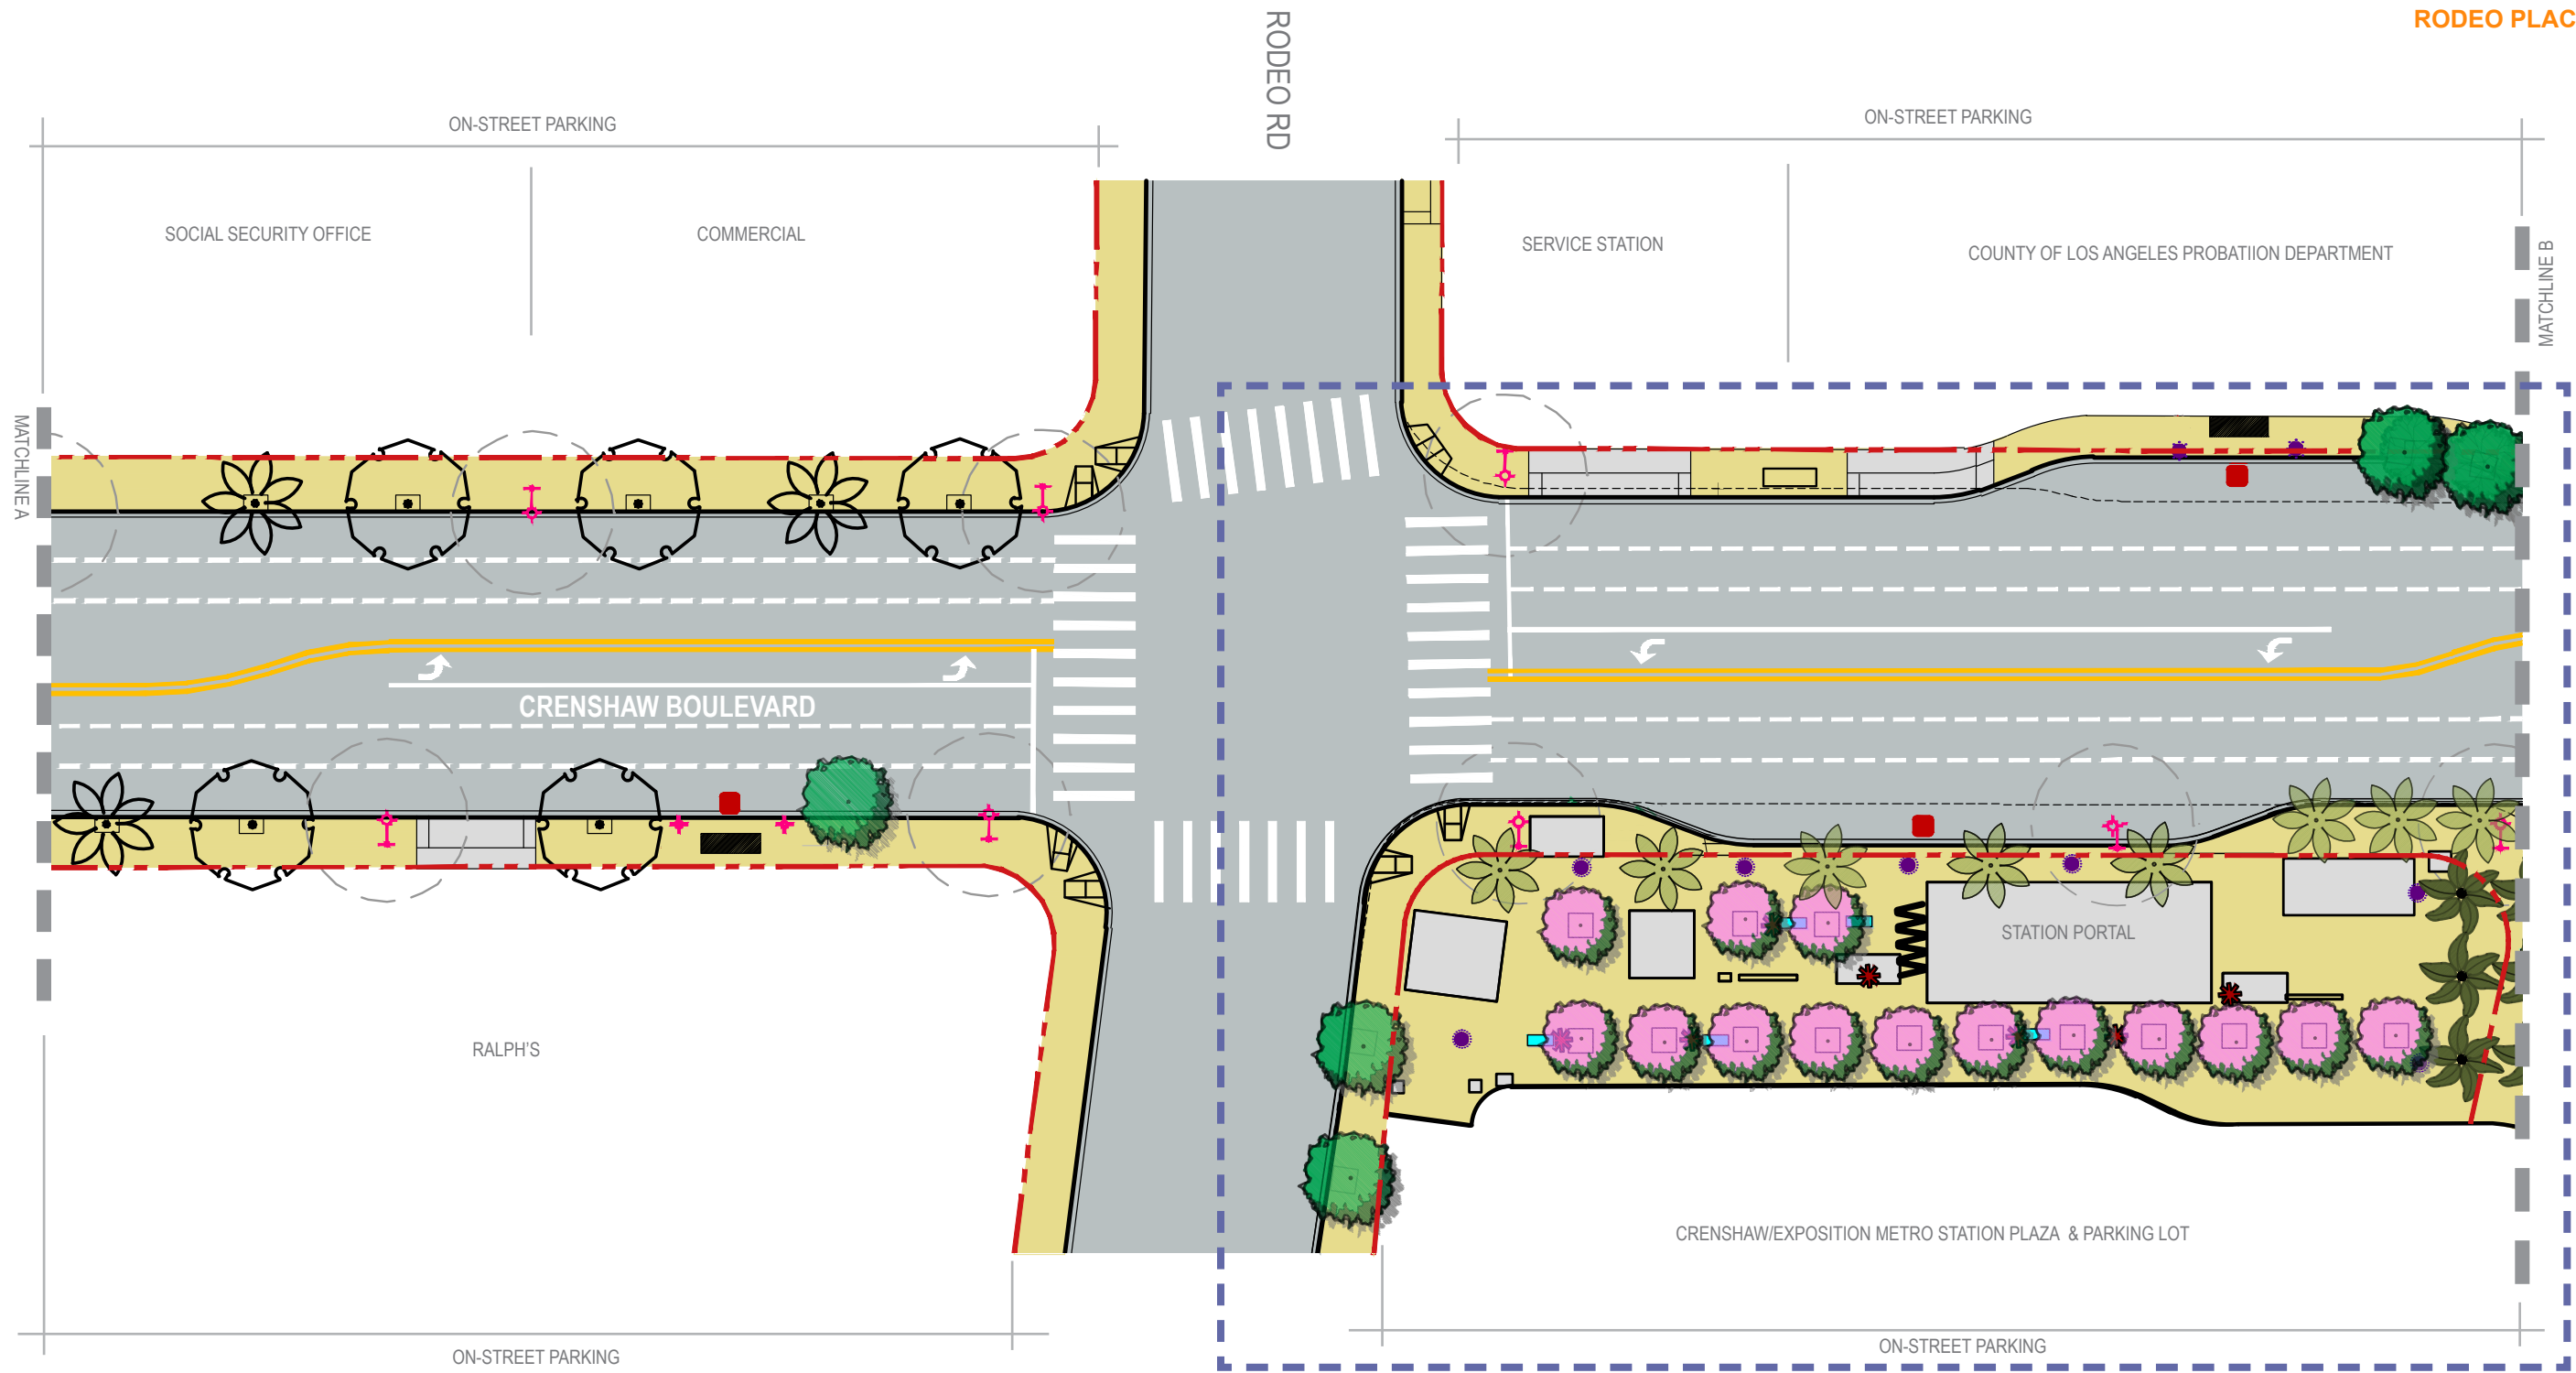 RODEO PLAC
RODEO RD
ON-STREET PARKING
ON-STREET PARKING
SOCIAL SECURITY OFFICE
COMMERCIAL
SERVICE STATION
COUNTY OF LOS ANGELES PROBATIION DEPARTMENT
MATCHLINE B
MATCHLINE A
CRENSHAW BOULEVARD
STATION PORTAL
RALPH'S
CRENSHAW/EXPOSITION METRO STATION PLAZA & PARKING LOT
ON-STREET PARKING
ON-STREET PARKING